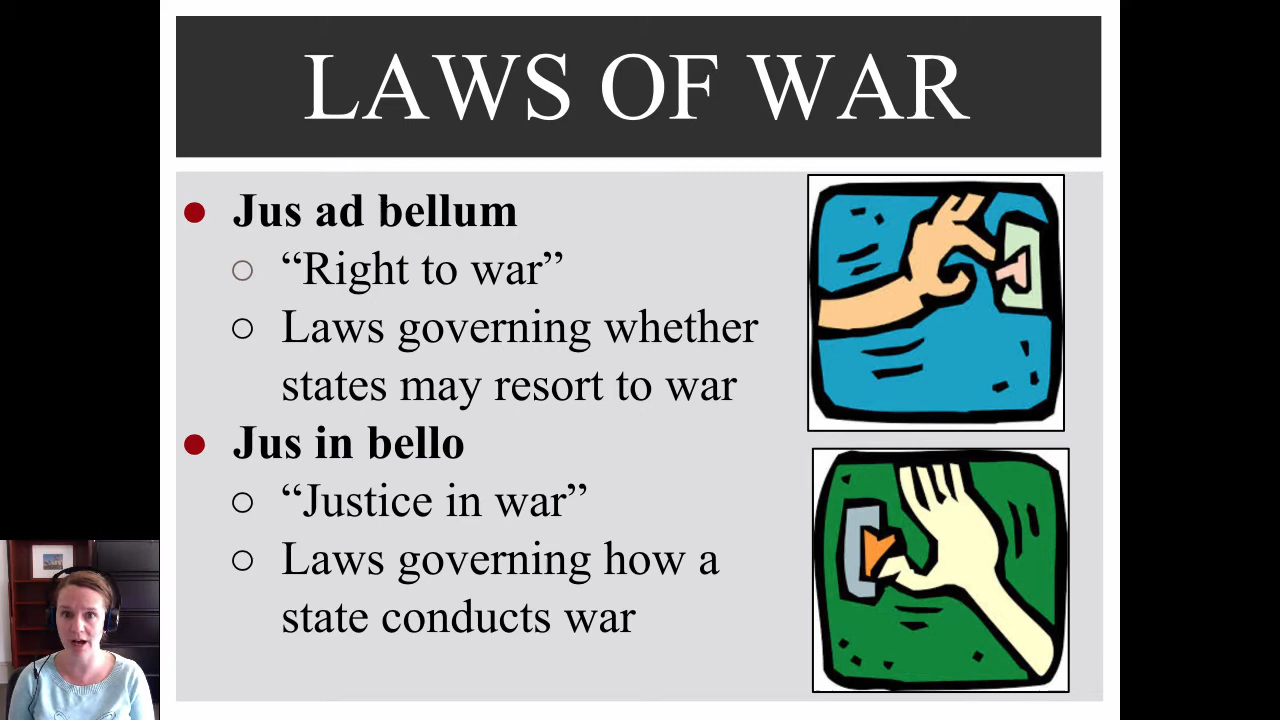 LAWS OF WAR
● Jus ad bellum
○ “Right to war”
○ Laws governing whether
states may resort to war
● Jus in bello
○ “Justice in war”
○ Laws governing how a
state conducts war